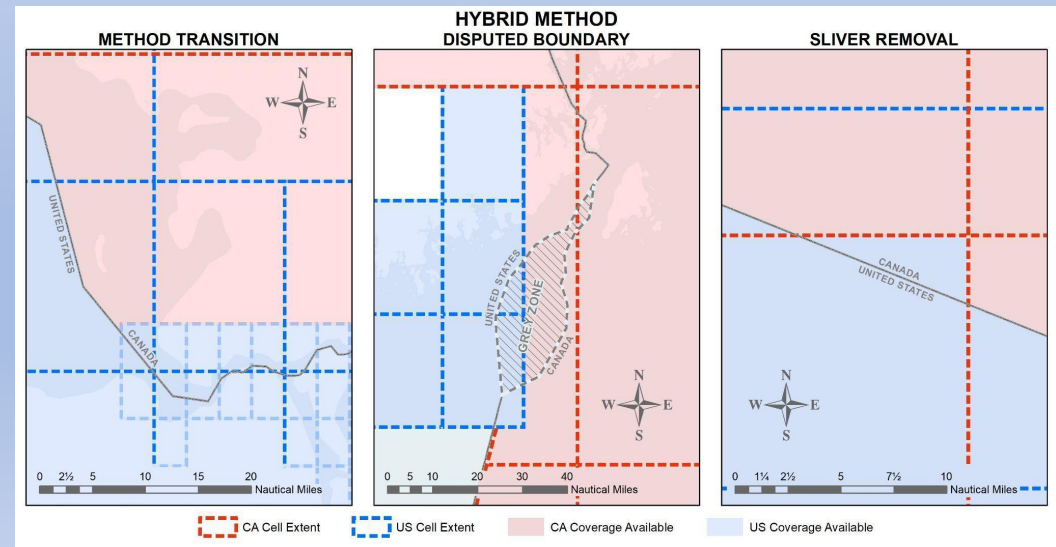 HYBRID METHOD
METHOD TRANSITION
DISPUTED BOUNDARY
SLIVER REMOVAL
N
W E
S
UNITED STATES
CANADA
0 2½ 5 10 15 20
Nautical Miles
UNITED STATES
GREY ZONE
CANADA
N
W E
S
0 5 10 20 30 40
Nautical Miles
CANADA
UNITED STATES
N
W E
S
0 1¼ 2½ 5 7½ 10
Nautical Miles
CA Cell Extent
US Cell Extent
CA Coverage Available
US Coverage Available